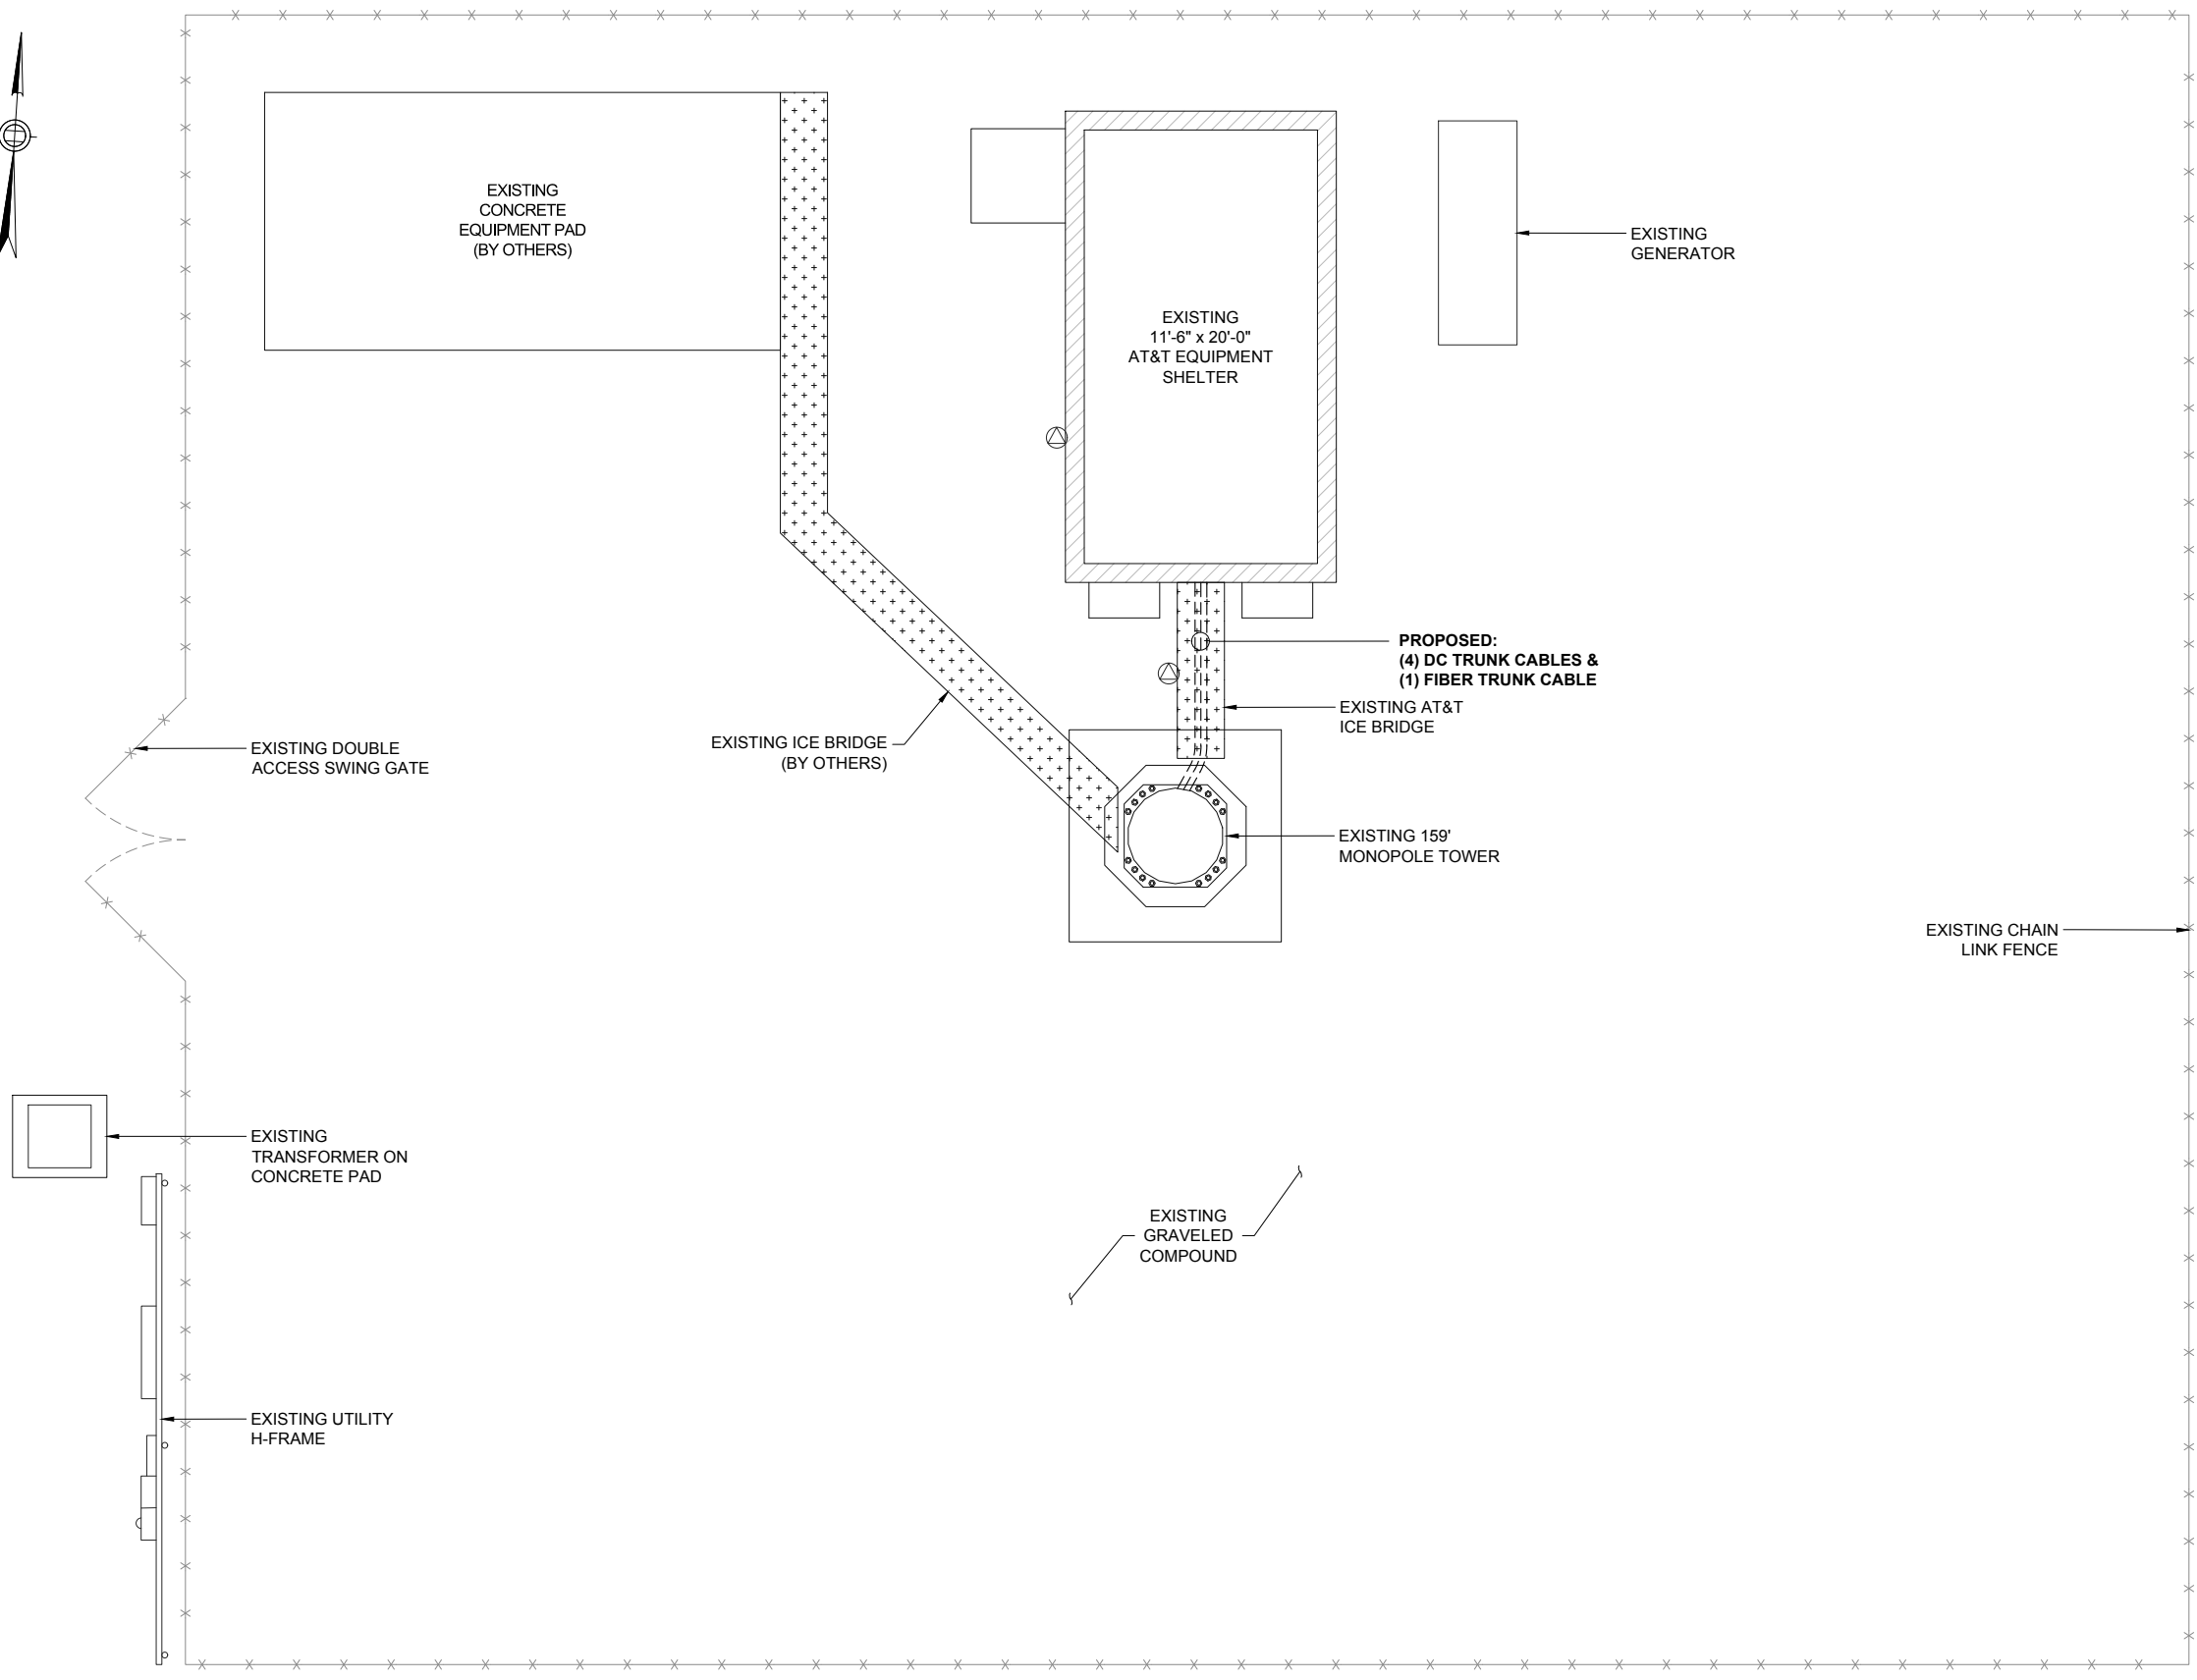 EXISTING
CONCRETE
EQUIPMENT PAD
(BY OTHERS)
EXISTING
GENERATOR
EXISTING
11'-6" x 20'-0"
AT&T EQUIPMENT
SHELTER
PROPOSED:
(4) DC TRUNK CABLES &
(1) FIBER TRUNK CABLE
EXISTING AT&T
ICE BRIDGE
EXISTING ICE BRIDGE
(BY OTHERS)
EXISTING DOUBLE
ACCESS SWING GATE
EXISTING 159'
MONOPOLE TOWER
EXISTING CHAIN
LINK FENCE
EXISTING
TRANSFORMER ON
CONCRETE PAD
EXISTING
GRAVELED
COMPOUND
EXISTING UTILITY
H-FRAME